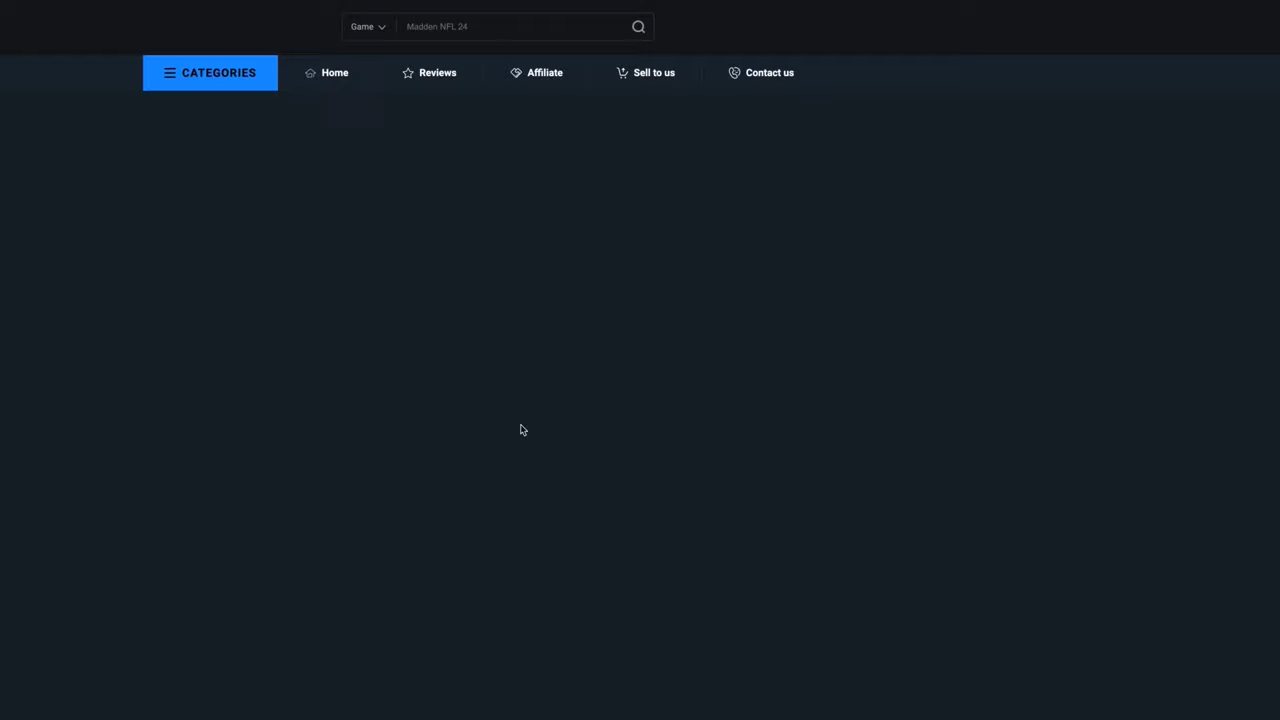 Game Madden NFL 24
CATEGORIES Home Reviews Affiliate Sell to us Contact us